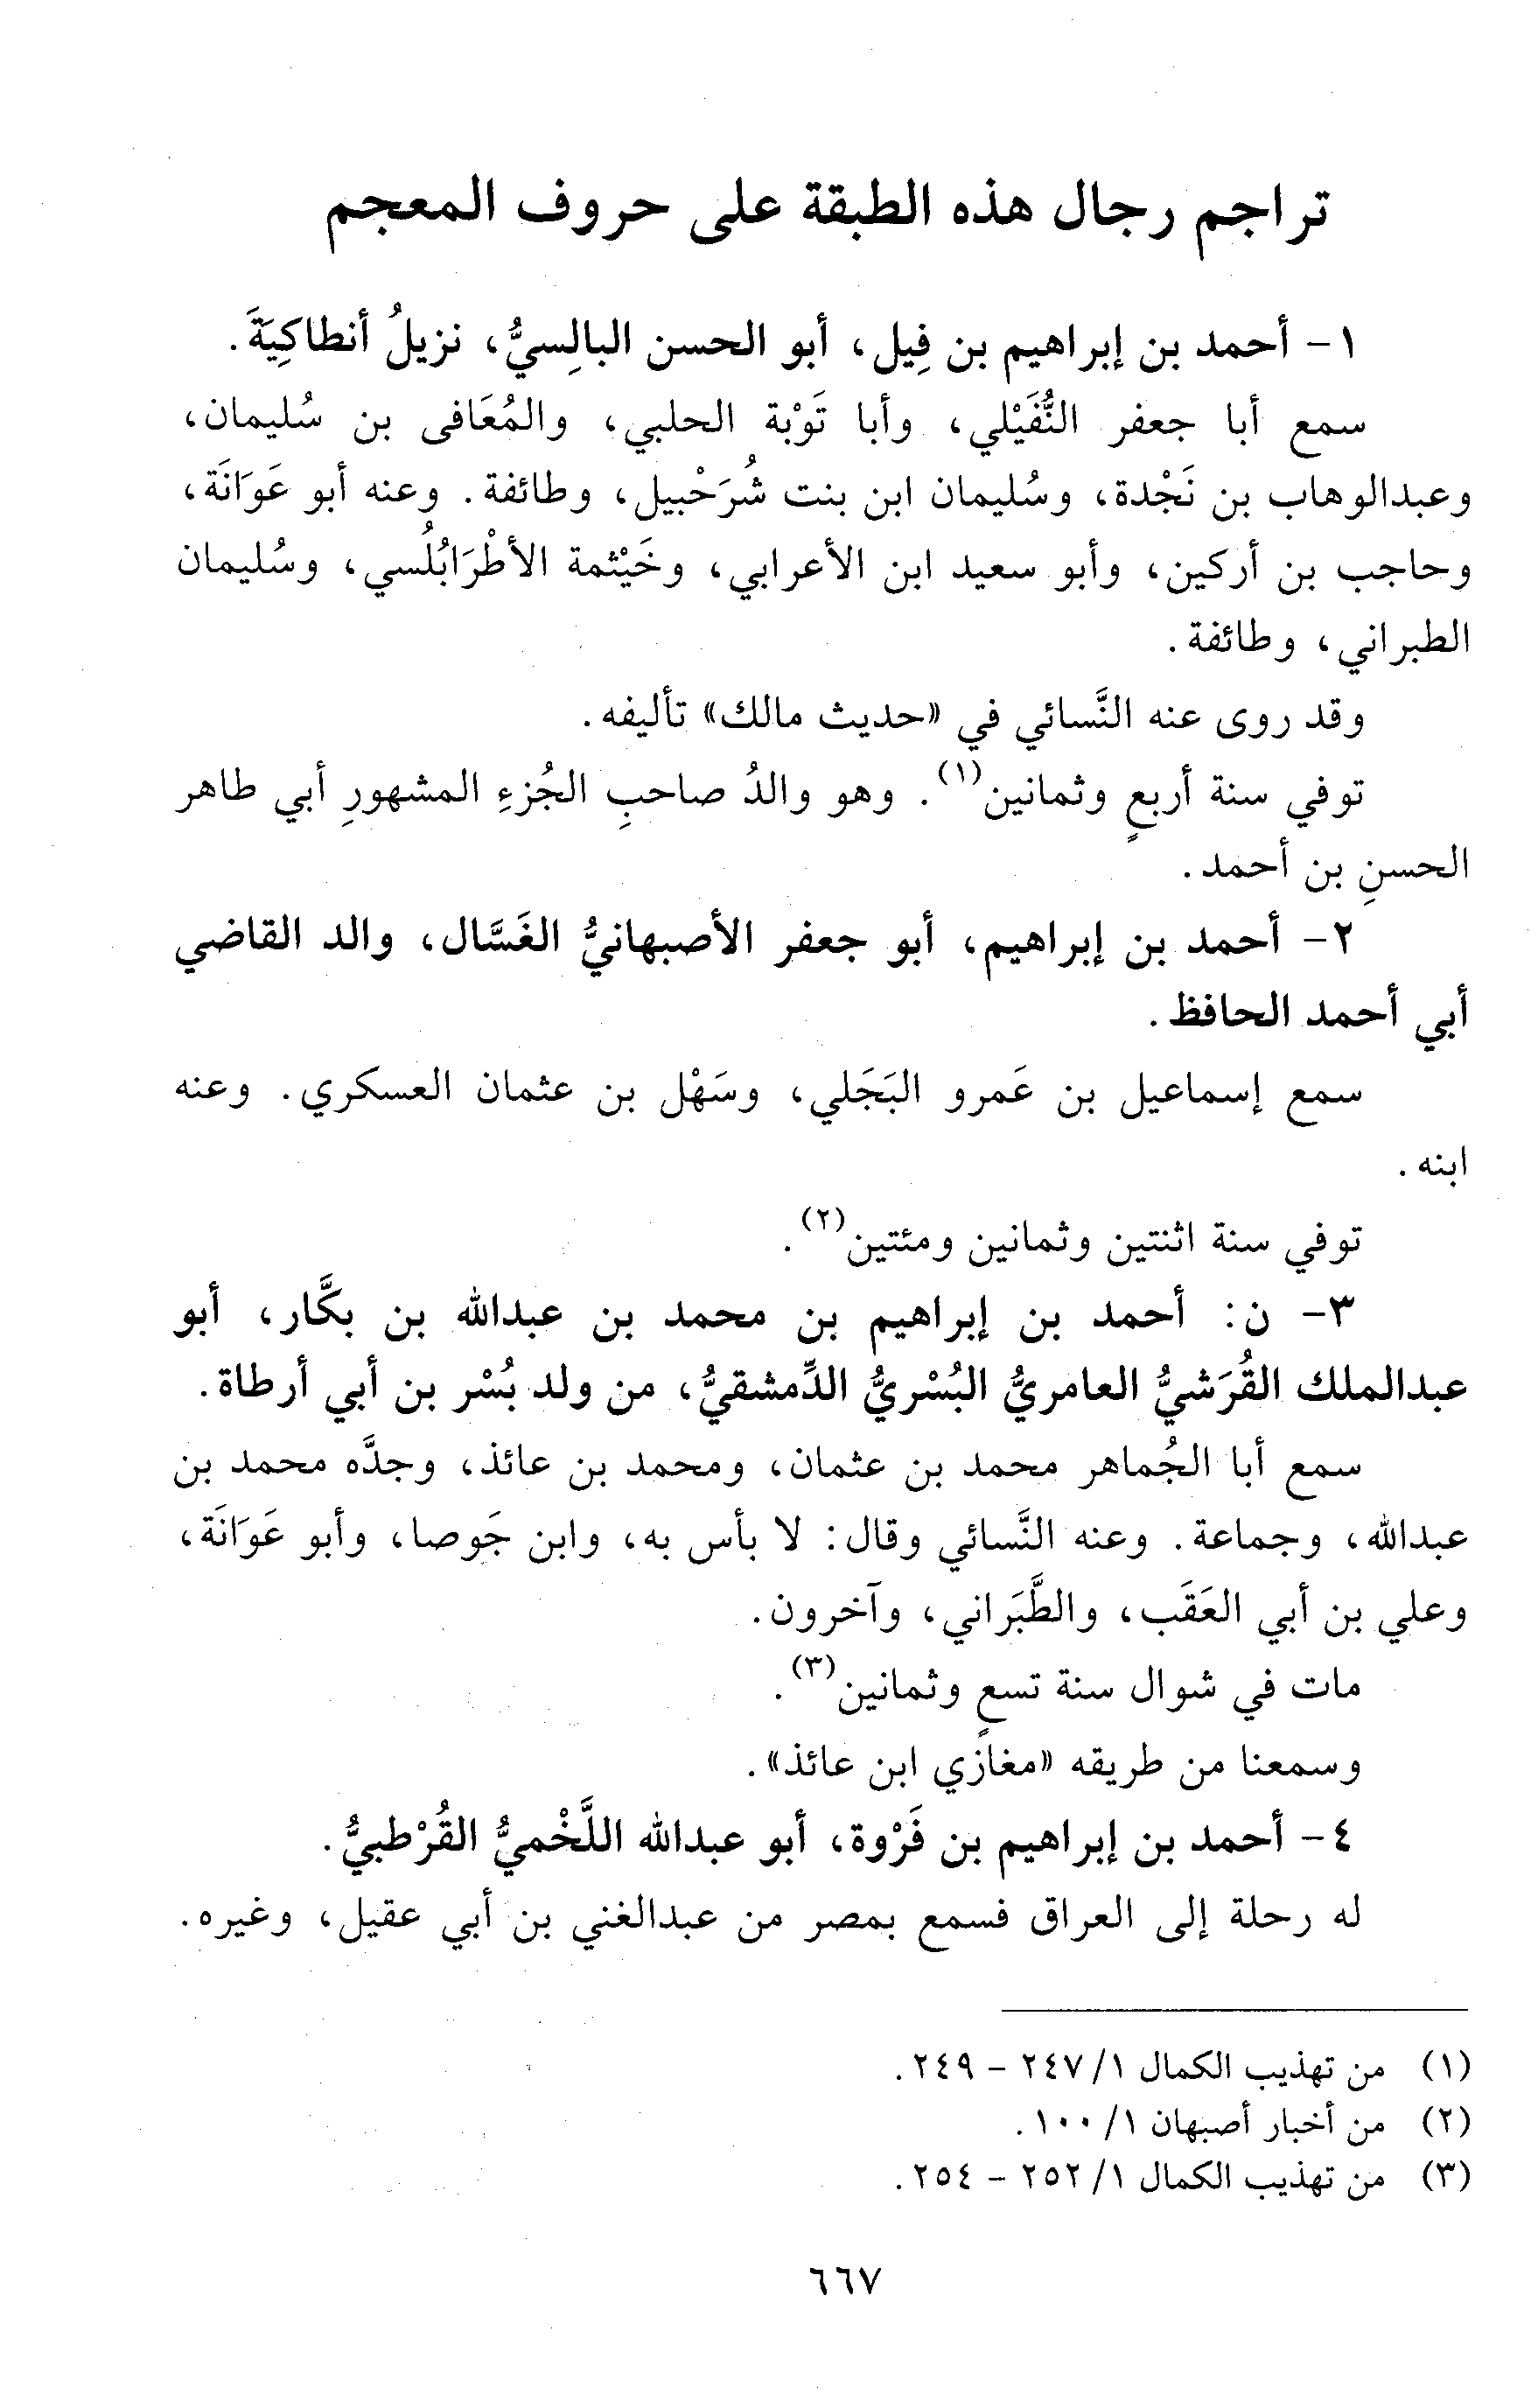 تراجم رجال هذه الطبقة على حروف المعجم
١- أحمد بن إبراهيم بن فِيل، أبو الحسن البالِسيُّ، نزيلُ أنطاكِيَةَ.
سمع أبا جعفر النُّفَيْلي، وأبا تَوْبة الحلبي، والمُعَافى بن سُليمان،
وعبدالوهاب بن نَجْدة، وسُليمان ابن بنت شُرَحْبيل، وطائفة. وعنه أبو عَوَانَة،
وحاجب بن أركين، وأبو سعيد ابن الأعرابي، وخَيْثمة الأطْرَابُلُسي، وسُليمان
الطبراني، وطائفة.
وقد روى عنه النَّسائي في «حديث مالك» تأليفه.
توفي سنة أربعٍ وثمانين(١). وهو والدُ صاحبِ الجُزءِ المشهورِ أبي طاهر
الحسنِ بن أحمد.
٢- أحمد بن إبراهيم، أبو جعفر الأصبهانيُّ الغَسَّال، والد القاضي
أبي أحمد الحافظ.
سمع إسماعيل بن عَمرو البَجَلي، وسَهْل بن عثمان العسكري. وعنه
ابنه.
توفي سنة اثنتين وثمانين ومئتين(٢).
٣- ن: أحمد بن إبراهيم بن محمد بن عبدالله بن بكَّار، أبو
عبدالملك القُرَشيُّ العامريُّ البُسْريُّ الدِّمشقيُّ، من ولد بُسْر بن أبي أرطاة.
سمع أبا الجُماهر محمد بن عثمان، ومحمد بن عائذ، وجدَّه محمد بن
عبدالله، وجماعة. وعنه النَّسائي وقال: لا بأس به، وابن جَوصا، وأبو عَوَانَة،
وعلي بن أبي العَقَب، والطَّبَراني، وآخرون.
مات في شوال سنة تسعٍ وثمانين(٣).
وسمعنا من طريقه «مغازي ابن عائذ».
٤- أحمد بن إبراهيم بن فَرْوة، أبو عبدالله اللَّخْميُّ القُرْطبيُّ.
له رحلة إلى العراق فسمع بمصر من عبدالغني بن أبي عقيل، وغيره.
(١) من تهذيب الكمال ١/ ٢٤٧ - ٢٤٩.
(٢) من أخبار أصبهان ١/ ١٠٠.
(٣) من تهذيب الكمال ١/ ٢٥٢ - ٢٥٤.
٦٦٧